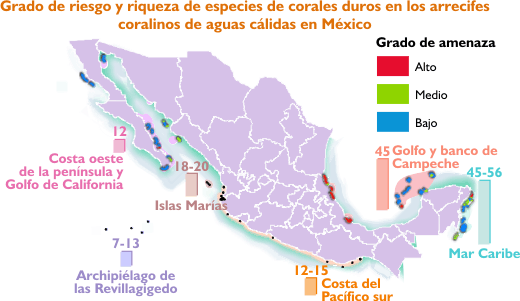 Grado de riesgo y riqueza de especies de corales duros en los arrecifes
coralinos de aguas cálidas en México
Grado de amenaza
Alto
Medio
Bajo
12
Costa oeste
de la península y
Golfo de California
18-20
Islas Marías
45 Golfo y banco de
Campeche
45-56
Mar Caribe
7-13
Archipiélago de
las Revillagigedo
12-15
Costa del
Pacífico sur